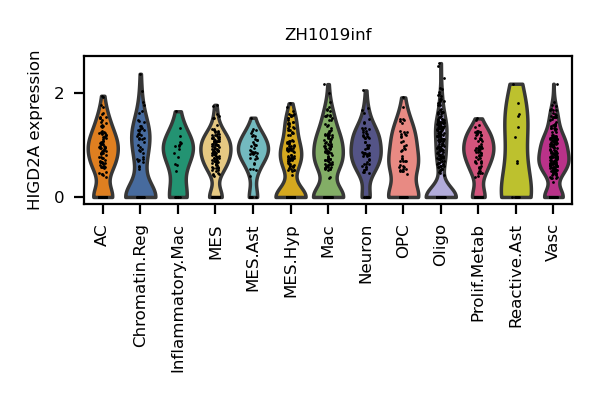 ZH1019inf
HIGD2A expression
2
0
AC
Chromatin.Reg
Inflammatory.Mac
MES
MES.Ast
MES.Hyp
Mac
Neuron
OPC
Oligo
Prolif.Metab
Reactive.Ast
Vasc